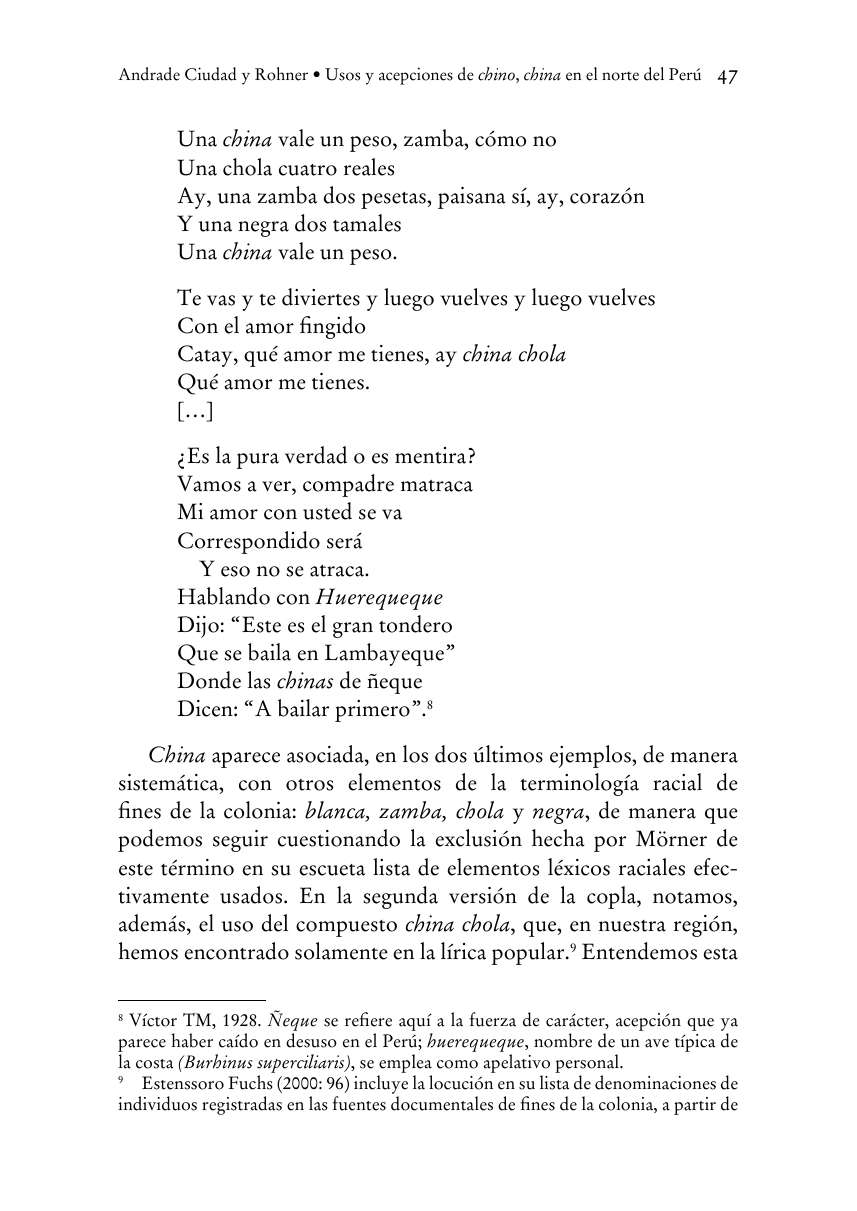 Andrade Ciudad y Rohner • Usos y acepciones de chino, china en el norte del Perú 47
Una china vale un peso, zamba, cómo no
Una chola cuatro reales
Ay, una zamba dos pesetas, paisana sí, ay, corazón
Y una negra dos tamales
Una china vale un peso.
Te vas y te diviertes y luego vuelves y luego vuelves
Con el amor fingido
Catay, qué amor me tienes, ay china chola
Qué amor me tienes.
[…]
¿Es la pura verdad o es mentira?
Vamos a ver, compadre matraca
Mi amor con usted se va
Correspondido será
Y eso no se atraca.
Hablando con Huerequeque
Dijo: “Este es el gran tondero
Que se baila en Lambayeque”
Donde las chinas de ñeque
Dicen: “A bailar primero”.⁸
China aparece asociada, en los dos últimos ejemplos, de manera
sistemática, con otros elementos de la terminología racial de
fines de la colonia: blanca, zamba, chola y negra, de manera que
podemos seguir cuestionando la exclusión hecha por Mörner de
este término en su escueta lista de elementos léxicos raciales efec-
tivamente usados. En la segunda versión de la copla, notamos,
además, el uso del compuesto china chola, que, en nuestra región,
hemos encontrado solamente en la lírica popular.⁹ Entendemos esta
⁸ Víctor TM, 1928. Ñeque se refiere aquí a la fuerza de carácter, acepción que ya
parece haber caído en desuso en el Perú; huerequeque, nombre de un ave típica de
la costa (Burhinus superciliaris), se emplea como apelativo personal.
⁹ Estenssoro Fuchs (2000: 96) incluye la locución en su lista de denominaciones de
individuos registradas en las fuentes documentales de fines de la colonia, a partir de